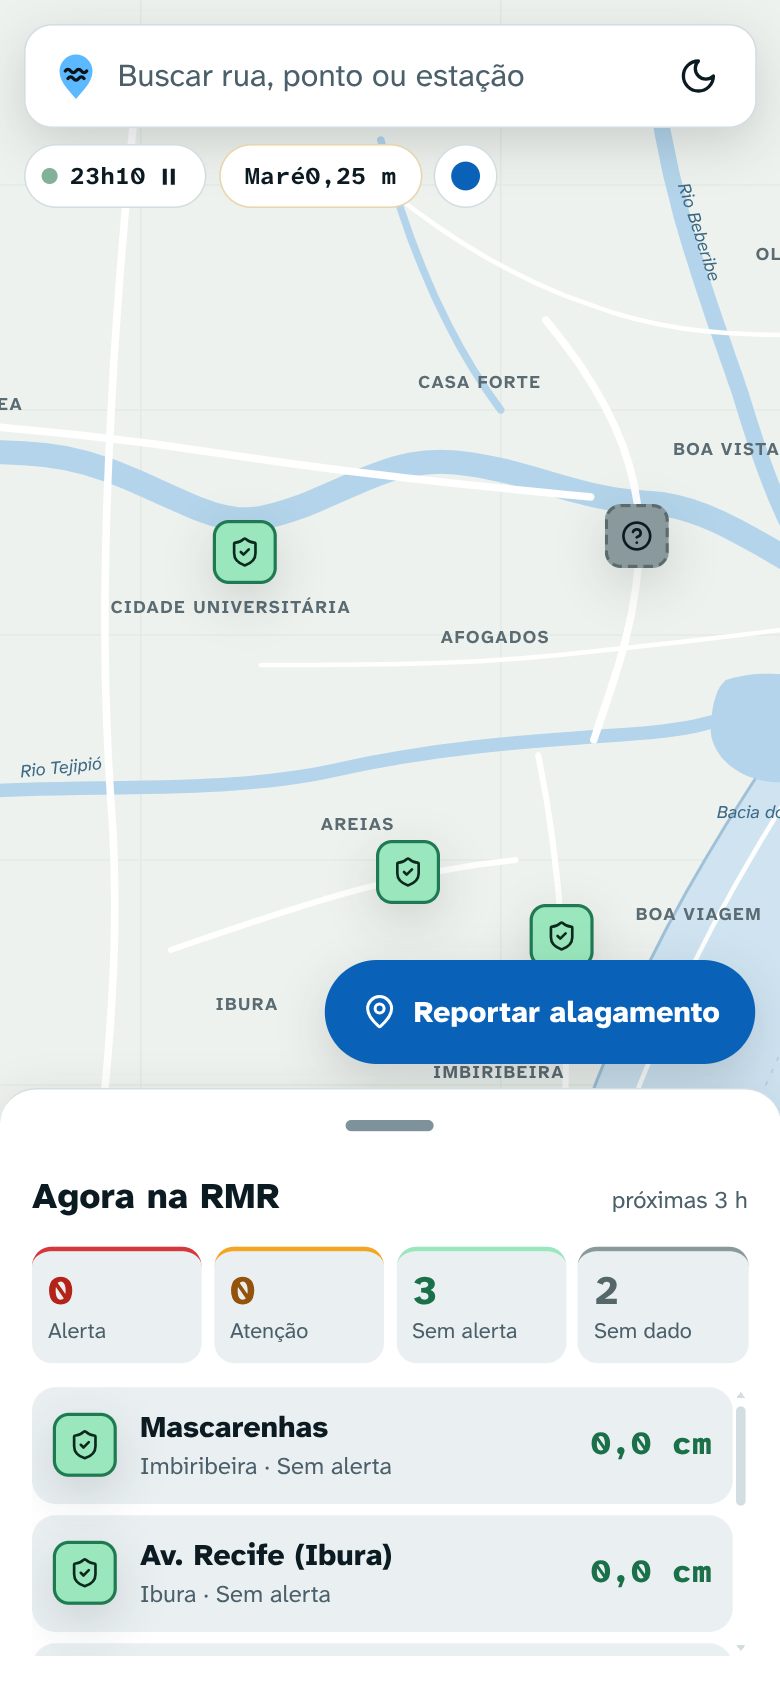 Buscar rua, ponto ou estação
23h10
Maré0,25 m
Rio Beberibe
OL
CASA FORTE
EA
BOA VISTA
CIDADE UNIVERSITÁRIA
AFOGADOS
Rio Tejipió
Bacia do
AREIAS
BOA VIAGEM
IBURA
Reportar alagamento
IMBIRIBEIRA
Agora na RMR
próximas 3 h
0
Alerta
0
Atenção
3
Sem alerta
2
Sem dado
Mascarenhas
Imbiribeira · Sem alerta
0,0 cm
Av. Recife (Ibura)
Ibura · Sem alerta
0,0 cm